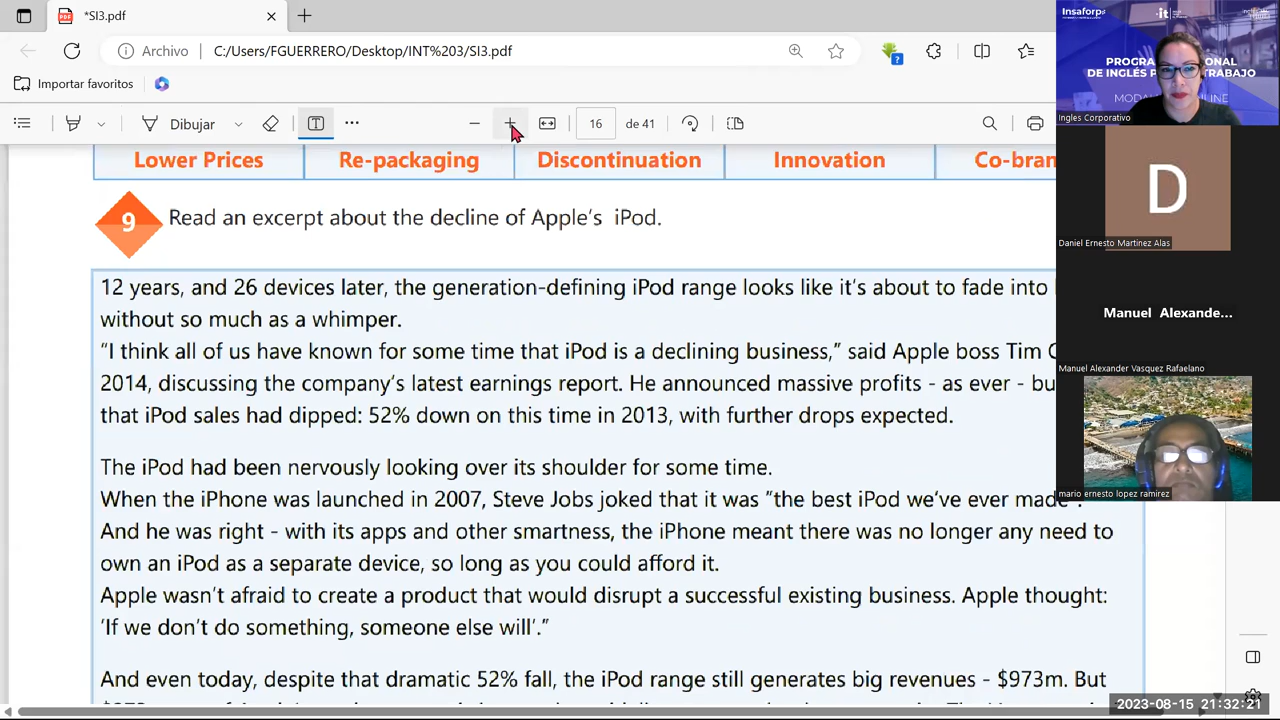 *SI3.pdf
Archivo C:/Users/FGUERRERO/Desktop/INT%203/SI3.pdf
Importar favoritos
Dibujar
16 de 41
Lower Prices Re-packaging Discontinuation Innovation Co-bran
9 Read an excerpt about the decline of Apple's iPod.
12 years, and 26 devices later, the generation-defining iPod range looks like it's about to fade into
without so much as a whimper.
"I think all of us have known for some time that iPod is a declining business," said Apple boss Tim
2014, discussing the company's latest earnings report. He announced massive profits - as ever -
that iPod sales had dipped: 52% down on this time in 2013, with further drops expected.
The iPod had been nervously looking over its shoulder for some time.
When the iPhone was launched in 2007, Steve Jobs joked that it was "the best iPod we've ever made".
And he was right - with its apps and other smartness, the iPhone meant there was no longer any need to
own an iPod as a separate device, so long as you could afford it.
Apple wasn't afraid to create a product that would disrupt a successful existing business. Apple thought:
'If we don't do something, someone else will'."
And even today, despite that dramatic 52% fall, the iPod range still generates big revenues - $973m. But
Insaforp
·it
DE INGLÉS
MODA
Ingles Corporativo
D
Daniel Ernesto Martinez Alas
Manuel Alexande...
Manuel Alexander Vasquez Rafaelano
mario ernesto lopez ramirez
2023-08-15 21:32:21